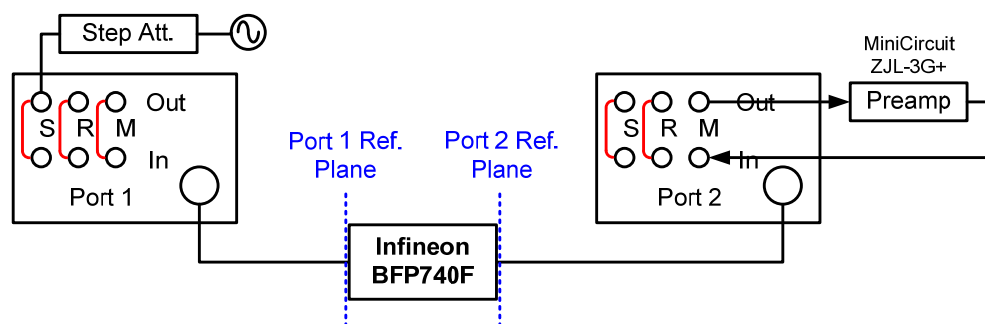 Step Att.
MiniCircuit
ZJL-3G+
Preamp
Out
S R M
In
Port 1
Port 1 Ref.
Plane
Port 2 Ref.
Plane
Infineon
BFP740F
Out
S R M
In
Port 2